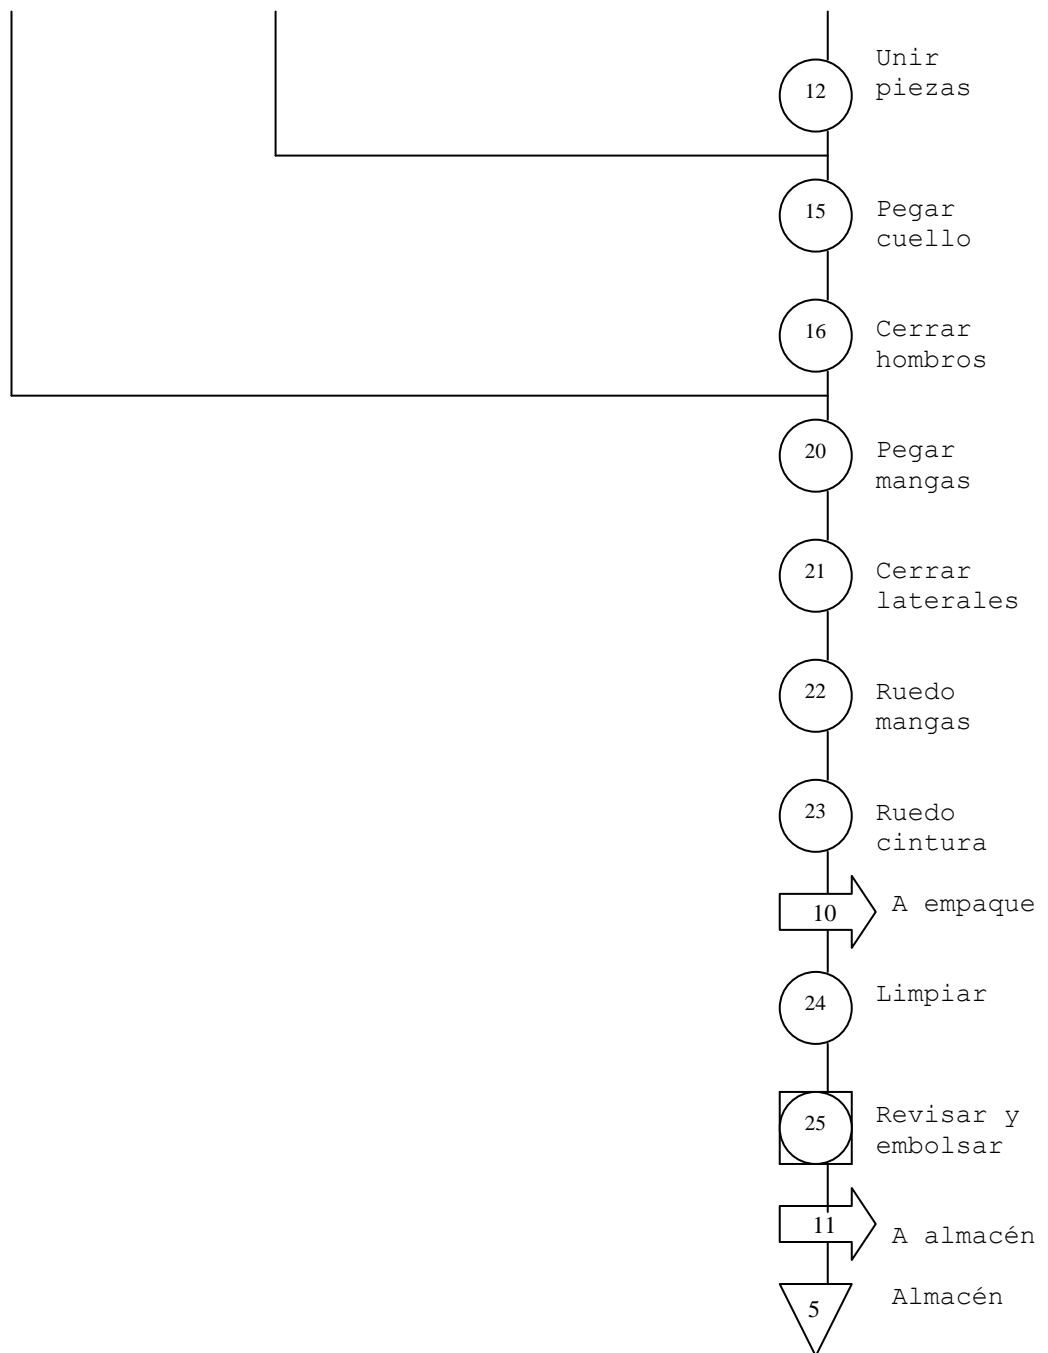 Unir
piezas
12
15
Pegar
cuello
16
Cerrar
hombros
20
Pegar
mangas
21
Cerrar
laterales
22
Ruedo
mangas
23
Ruedo
cintura
10
A empaque
24
Limpiar
25
Revisar y
embolsar
11
A almacén
5
Almacén